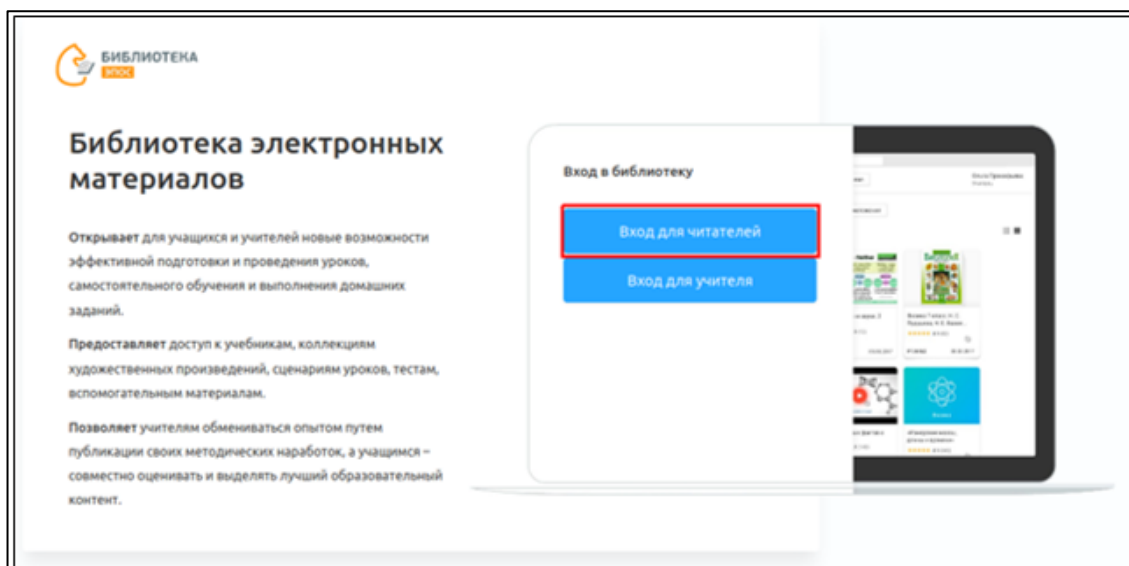 БИБЛИОТЕКА
ЭПОС
Библиотека электронных
материалов
Открывает для учащихся и учителей новые возможности
эффективной подготовки и проведения уроков,
самостоятельного обучения и выполнения домашних
заданий.
Предоставляет доступ к учебникам, коллекциям
художественных произведений, сценариям уроков, тестам,
вспомогательным материалам.
Позволяет учителям обмениваться опытом путем
публикации своих методических наработок, а учащимся –
совместно оценивать и выделять лучший образовательный
контент.
Вход в библиотеку
Вход для читателей
Вход для учителя